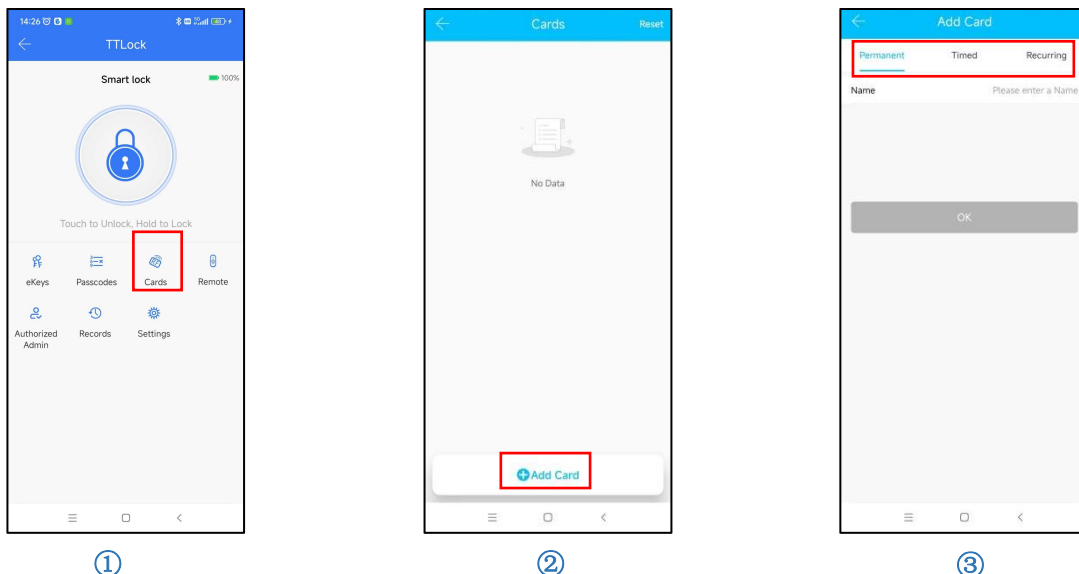 14:26
TTLock
Smart lock
100%
Touch to Unlock, Hold to Lock
eKeys Passcodes Cards Remote
Authorized Admin Records Settings
①
Cards Reset
No Data
Add Card
②
Add Card
Permanent Timed Recurring
Name Please enter a Name
OK
③